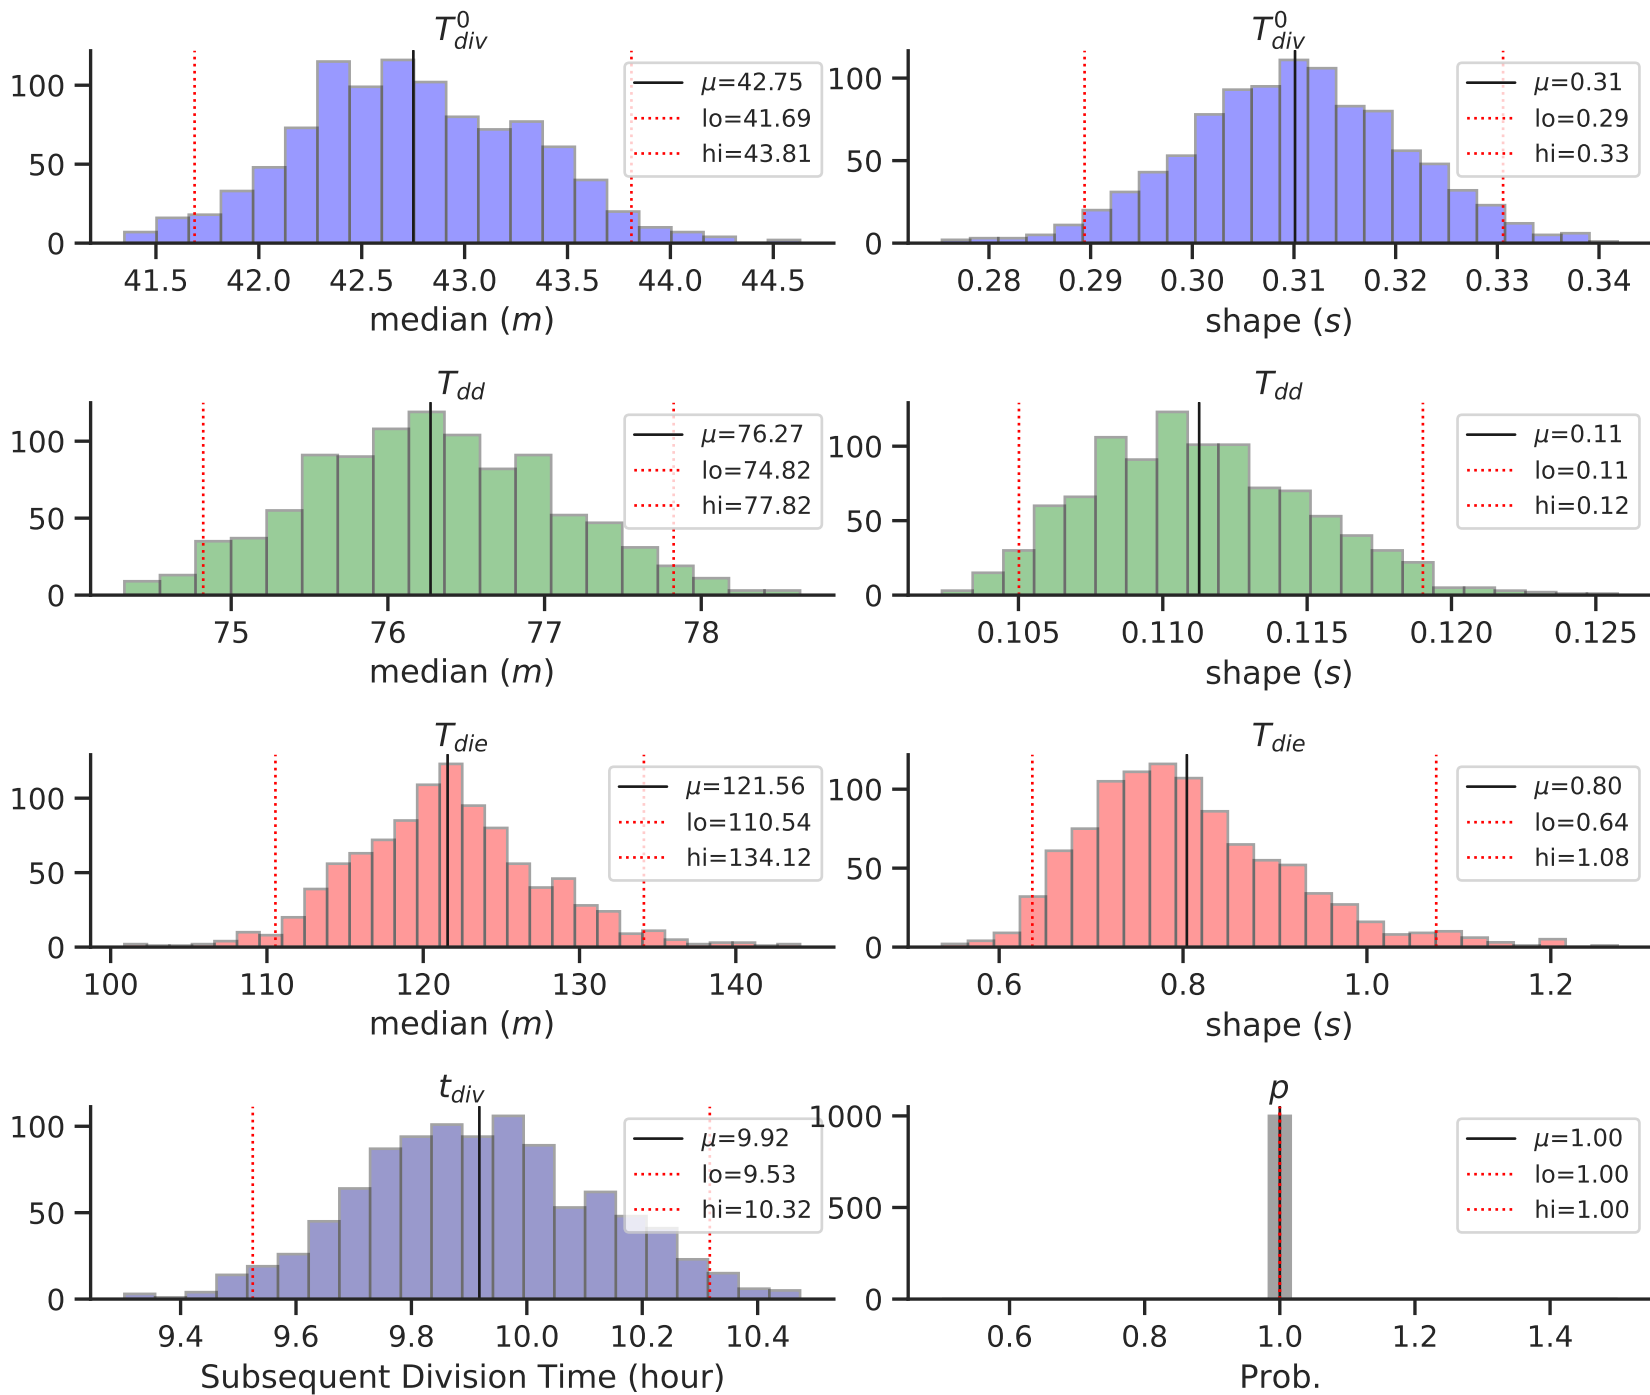 T⁰div
100
50
0
μ=42.75
lo=41.69
hi=43.81
41.5 42.0 42.5 43.0 43.5 44.0 44.5
median (m)
T⁰div
100
50
0
μ=0.31
lo=0.29
hi=0.33
0.28 0.29 0.30 0.31 0.32 0.33 0.34
shape (s)
Tdd
100
50
0
μ=76.27
lo=74.82
hi=77.82
75 76 77 78
median (m)
Tdd
100
50
0
μ=0.11
lo=0.11
hi=0.12
0.105 0.110 0.115 0.120 0.125
shape (s)
Tdie
100
50
0
μ=121.56
lo=110.54
hi=134.12
100 110 120 130 140
median (m)
Tdie
100
50
0
μ=0.80
lo=0.64
hi=1.08
0.6 0.8 1.0 1.2
shape (s)
tdiv
100
50
0
μ=9.92
lo=9.53
hi=10.32
9.4 9.6 9.8 10.0 10.2 10.4
Subsequent Division Time (hour)
p
1000
500
0
μ=1.00
lo=1.00
hi=1.00
0.6 0.8 1.0 1.2 1.4
Prob.